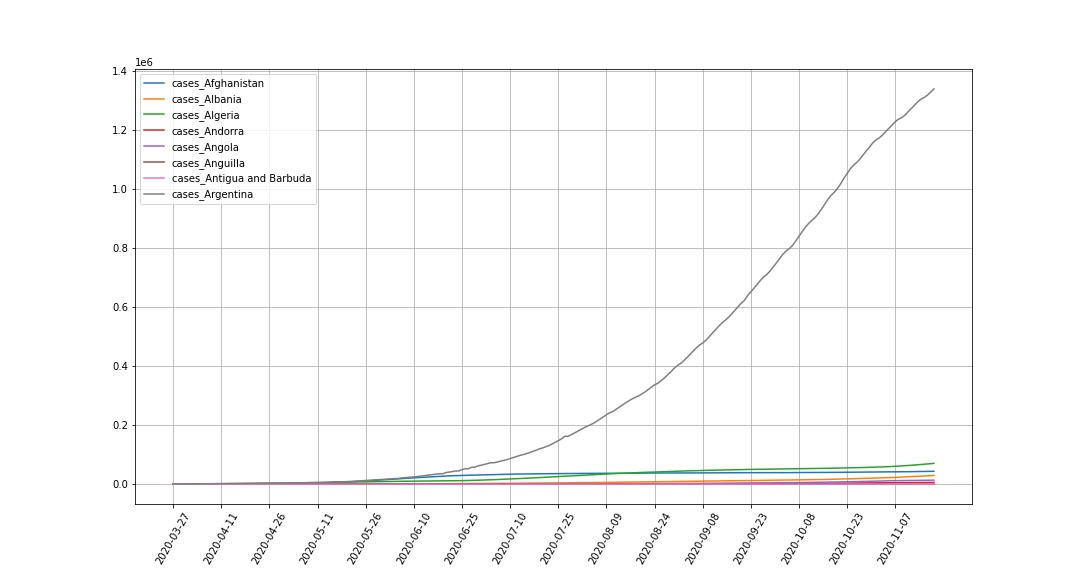 1e6
1.4
1.2
1.0
0.8
0.6
0.4
0.2
0.0
cases_Afghanistan
cases_Albania
cases_Algeria
cases_Andorra
cases_Angola
cases_Anguilla
cases_Antigua and Barbuda
cases_Argentina
2020-03-27
2020-04-11
2020-04-26
2020-05-11
2020-05-26
2020-06-10
2020-06-25
2020-07-10
2020-07-25
2020-08-09
2020-08-24
2020-09-08
2020-09-23
2020-10-08
2020-10-23
2020-11-07